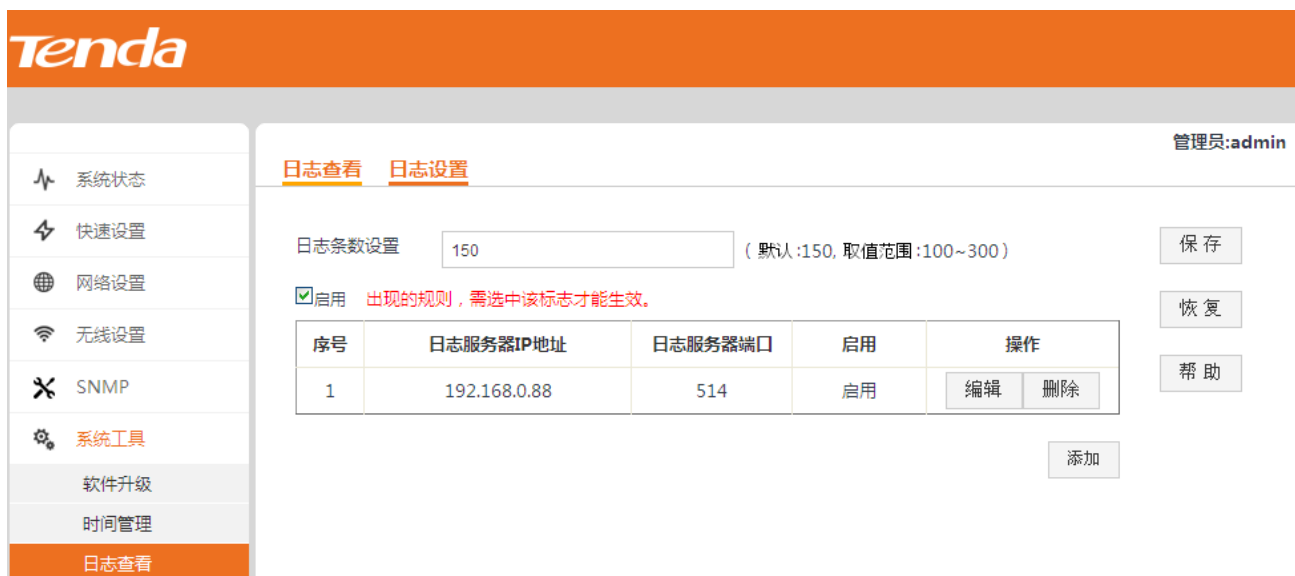 Tenda
管理员:admin
系统状态
快速设置
网络设置
无线设置
SNMP
系统工具
软件升级
时间管理
日志查看
日志查看 日志设置
日志条数设置 150 (默认:150, 取值范围:100~300)
启用 出现的规则，需选中该标志才能生效。
序号 日志服务器IP地址 日志服务器端口 启用 操作
1 192.168.0.88 514 启用 编辑 删除
添加
保存
恢复
帮助